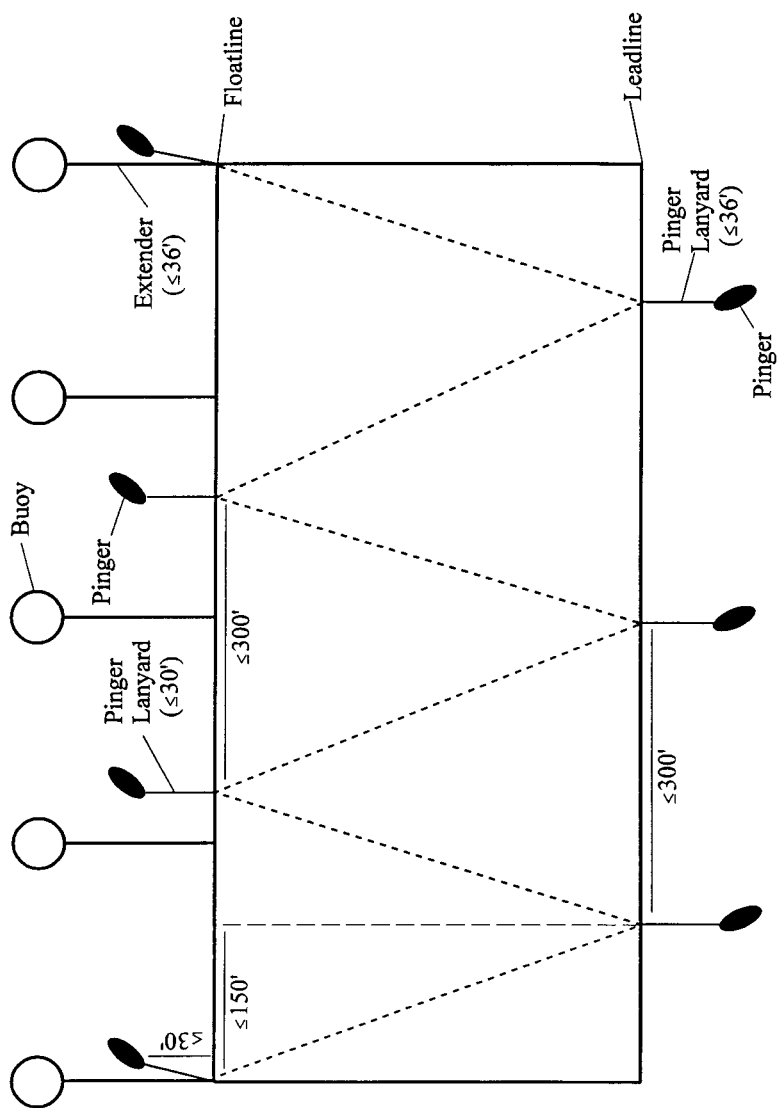 Buoy
Pinger
Pinger
Lanyard
(≤30')
Extender
(≤36')
Floatline
≤30'
≤150'
≤300'
≤300'
Leadline
Pinger
Lanyard
(≤36')
Pinger